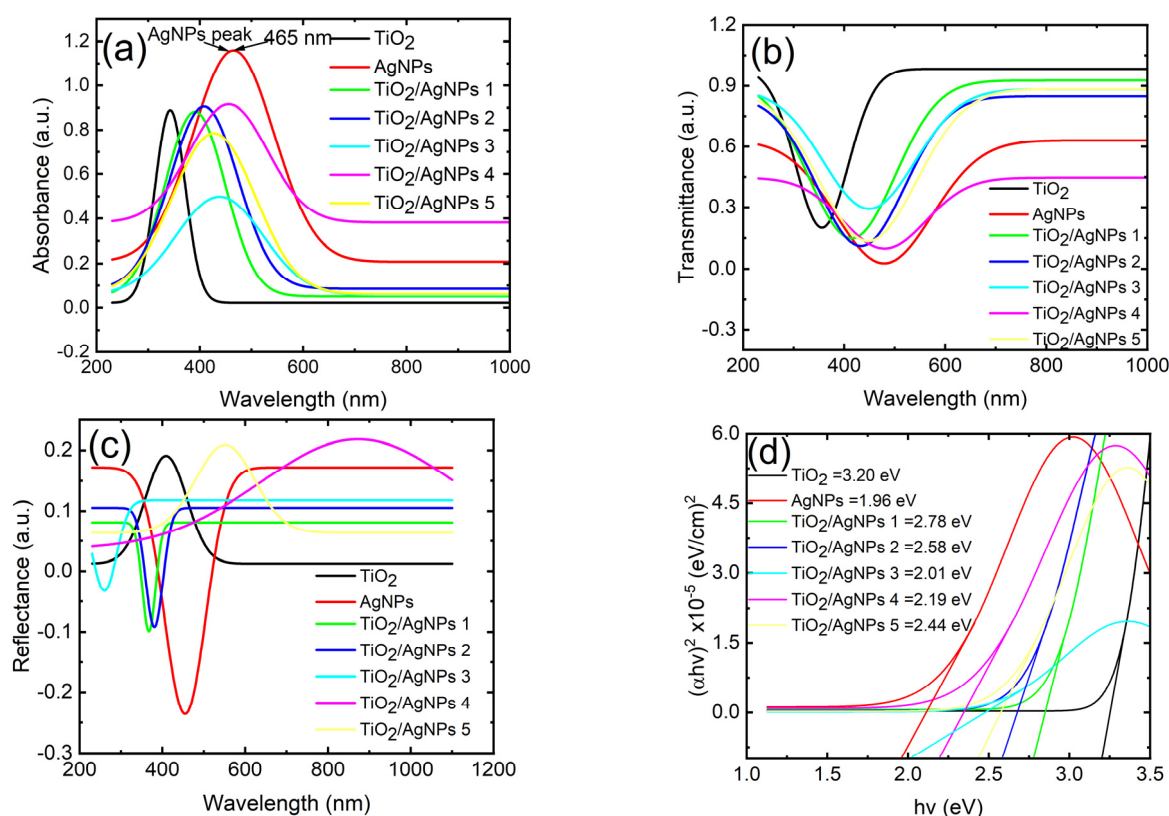 (a)
AgNPs peak
465 nm
TiO2
AgNPs
TiO2/AgNPs 1
TiO2/AgNPs 2
TiO2/AgNPs 3
TiO2/AgNPs 4
TiO2/AgNPs 5
Absorbance (a.u.)
1.2
1.0
0.8
0.6
0.4
0.2
0.0
-0.2
200 400 600 800 1000
Wavelength (nm)
(b)
TiO2
AgNPs
TiO2/AgNPs 1
TiO2/AgNPs 2
TiO2/AgNPs 3
TiO2/AgNPs 4
TiO2/AgNPs 5
Transmittance (a.u.)
1.2
0.9
0.6
0.3
0.0
-0.3
200 400 600 800 1000
Wavelength (nm)
(c)
TiO2
AgNPs
TiO2/AgNPs 1
TiO2/AgNPs 2
TiO2/AgNPs 3
TiO2/AgNPs 4
TiO2/AgNPs 5
Reflectance (a.u.)
0.2
0.1
0.0
-0.1
-0.2
-0.3
200 400 600 800 1000 1200
Wavelength (nm)
(d)
TiO2 =3.20 eV
AgNPs =1.96 eV
TiO2/AgNPs 1 =2.78 eV
TiO2/AgNPs 2 =2.58 eV
TiO2/AgNPs 3 =2.01 eV
TiO2/AgNPs 4 =2.19 eV
TiO2/AgNPs 5 =2.44 eV
(αhv)2 x10-5 (eV/cm)2
6.0
4.5
3.0
1.5
0.0
1.0 1.5 2.0 2.5 3.0 3.5
hv (eV)